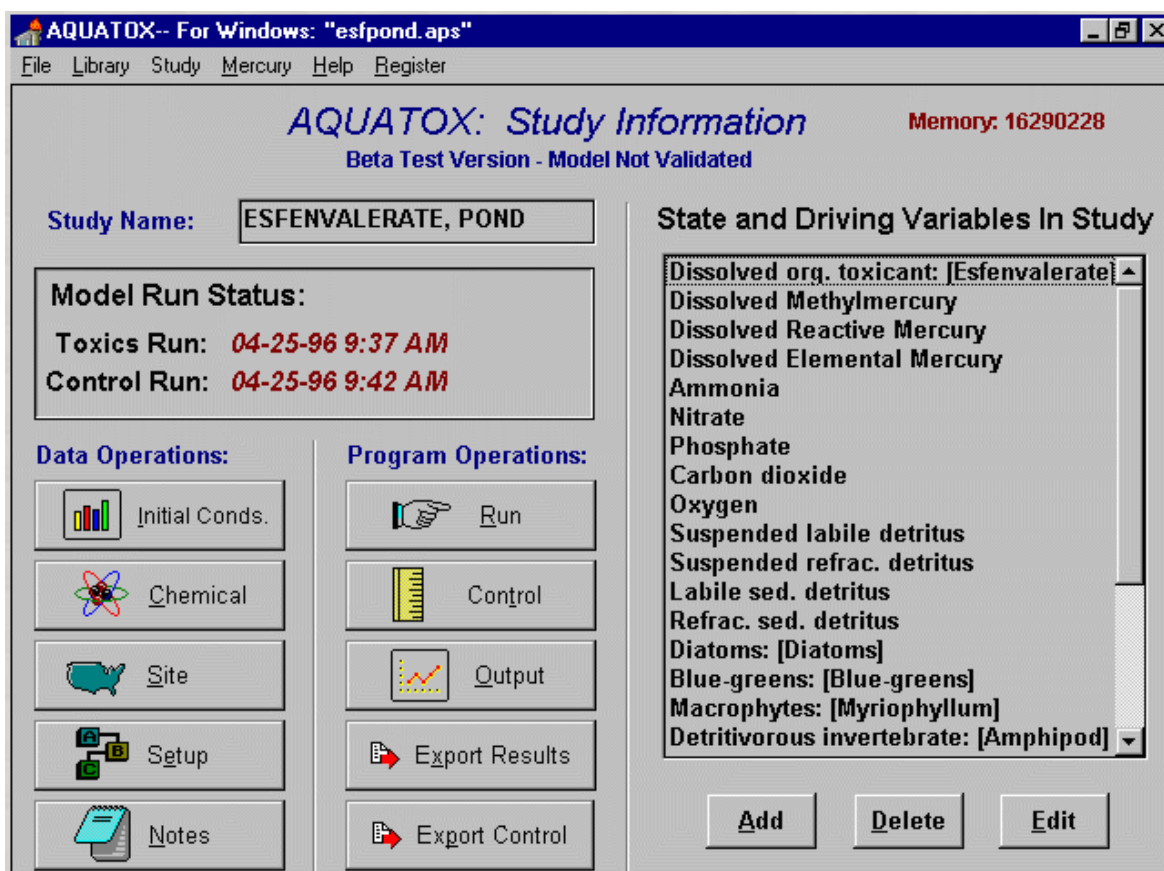 AQUATOX-- For Windows: "esfpond.aps"
File Library Study Mercury Help Register
AQUATOX: Study Information
Memory: 16290228
Beta Test Version - Model Not Validated
Study Name: ESFENVALERATE, POND
Model Run Status:
Toxics Run: 04-25-96 9:37 AM
Control Run: 04-25-96 9:42 AM
Data Operations:
Initial Conds.
Chemical
Site
A
B
C
Setup
Notes
Program Operations:
Run
Control
Output
Export Results
Export Control
State and Driving Variables In Study
Dissolved org. toxicant: [Esfenvalerate]
Dissolved Methylmercury
Dissolved Reactive Mercury
Dissolved Elemental Mercury
Ammonia
Nitrate
Phosphate
Carbon dioxide
Oxygen
Suspended labile detritus
Suspended refrac. detritus
Labile sed. detritus
Refrac. sed. detritus
Diatoms: [Diatoms]
Blue-greens: [Blue-greens]
Macrophytes: [Myriophyllum]
Detritivorous invertebrate: [Amphipod]
Add Delete Edit